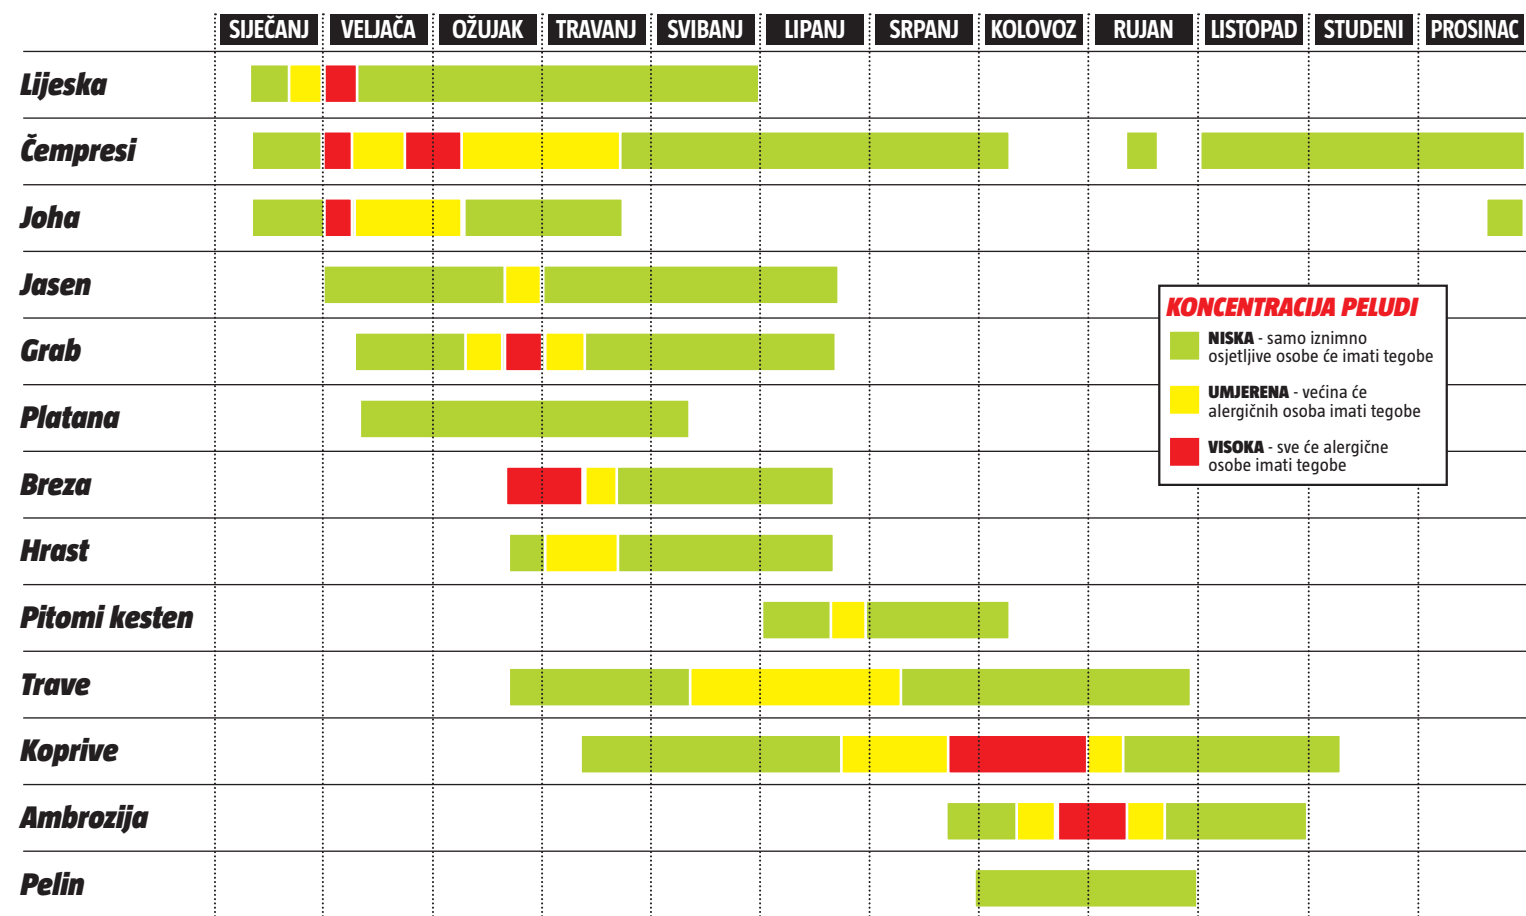 SIJEČANJ VELJAČA OŽUJAK TRAVANJ SVIBANJ LIPANJ SRPANJ KOLOVOZ RUJAN LISTOPAD STUDENI PROSINAC
Lijeska
Čempresi
Joha
Jasen
Grab
Platana
Breza
Hrast
Pitomi kesten
Trave
Koprive
Ambrozija
Pelin
KONCENTRACIJA PELUDI
NISKA - samo iznimno
osjetljive osobe će imati tegobe
UMJERENA - većina će
alergičnih osoba imati tegobe
VISOKA - sve će alergične
osobe imati tegobe